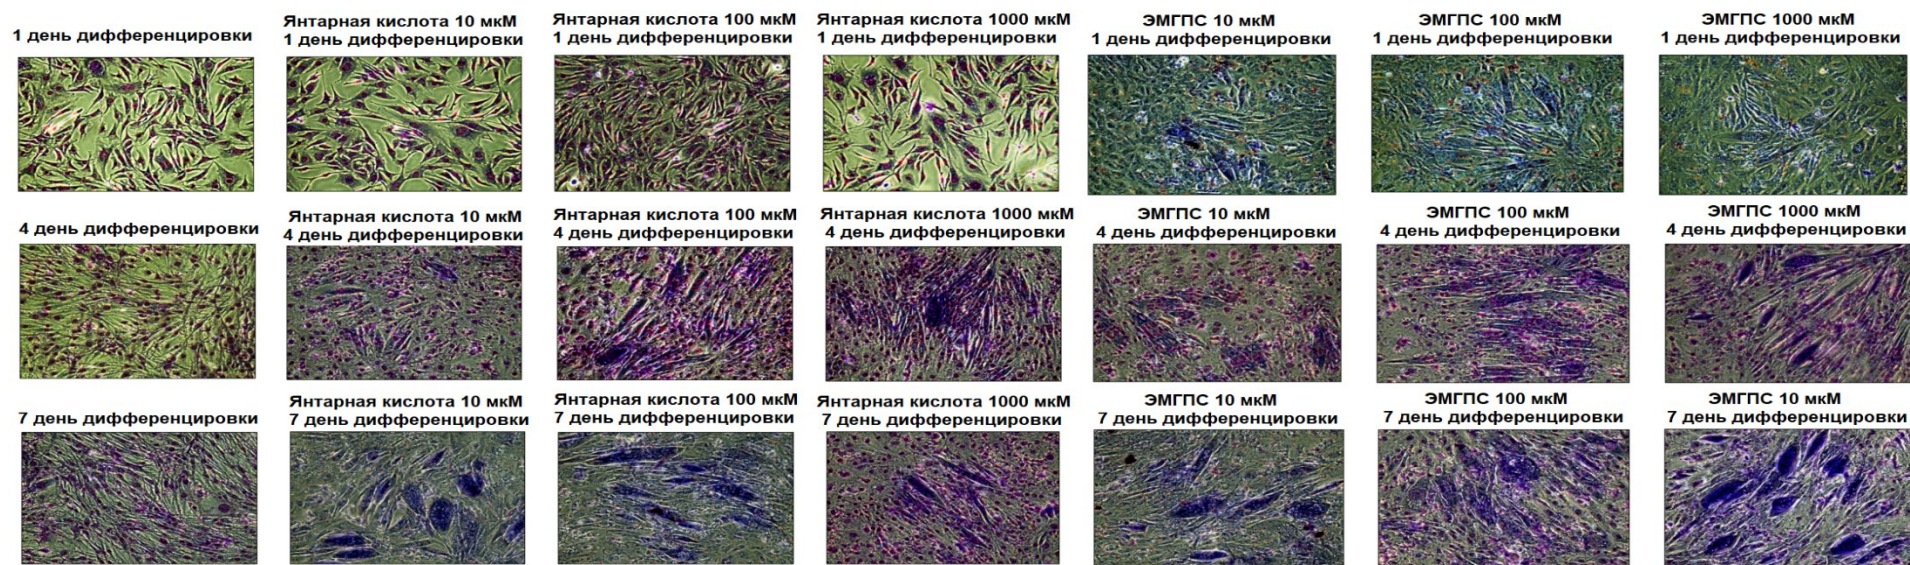 1 день дифференцировки
Янтарная кислота 10 мкМ
1 день дифференцировки
Янтарная кислота 100 мкМ
1 день дифференцировки
Янтарная кислота 1000 мкМ
1 день дифференцировки
ЭМГПС 10 мкМ
1 день дифференцировки
ЭМГПС 100 мкМ
1 день дифференцировки
ЭМГПС 1000 мкМ
1 день дифференцировки
4 день дифференцировки
Янтарная кислота 10 мкМ
4 день дифференцировки
Янтарная кислота 100 мкМ
4 день дифференцировки
Янтарная кислота 1000 мкМ
4 день дифференцировки
ЭМГПС 10 мкМ
4 день дифференцировки
ЭМГПС 100 мкМ
4 день дифференцировки
ЭМГПС 1000 мкМ
4 день дифференцировки
7 день дифференцировки
Янтарная кислота 10 мкМ
7 день дифференцировки
Янтарная кислота 100 мкМ
7 день дифференцировки
Янтарная кислота 1000 мкМ
7 день дифференцировки
ЭМГПС 10 мкМ
7 день дифференцировки
ЭМГПС 100 мкМ
7 день дифференцировки
ЭМГПС 10 мкМ
7 день дифференцировки